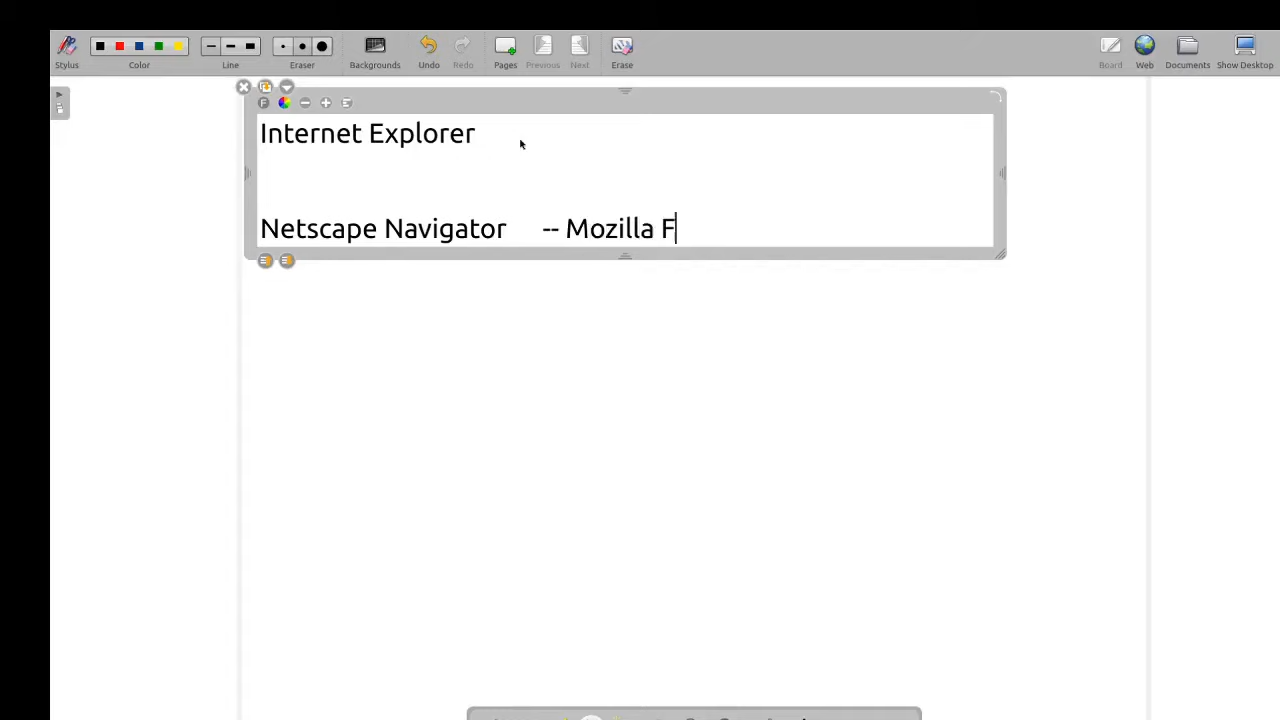 Stylus Color Line Eraser Backgrounds Undo Redo Pages Previous Next Erase Board Web Documents Show Desktop
Internet Explorer
Netscape Navigator -- Mozilla F